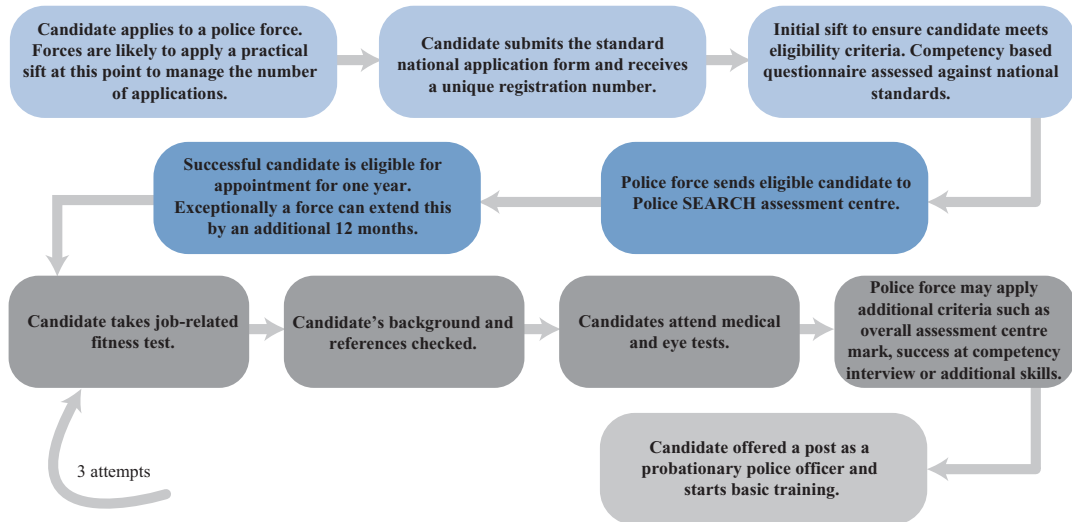 Candidate applies to a police force.
Forces are likely to apply a practical
sift at this point to manage the number
of applications.
Candidate submits the standard
national application form and receives
a unique registration number.
Initial sift to ensure candidate meets
eligibility criteria. Competency based
questionnaire assessed against national
standards.
Police force sends eligible candidate to
Police SEARCH assessment centre.
Successful candidate is eligible for
appointment for one year.
Exceptionally a force can extend this
by an additional 12 months.
Candidate takes job-related
fitness test.
3 attempts
Candidate’s background and
references checked.
Candidates attend medical
and eye tests.
Police force may apply
additional criteria such as
overall assessment centre
mark, success at competency
interview or additional skills.
Candidate offered a post as a
probationary police officer and
starts basic training.